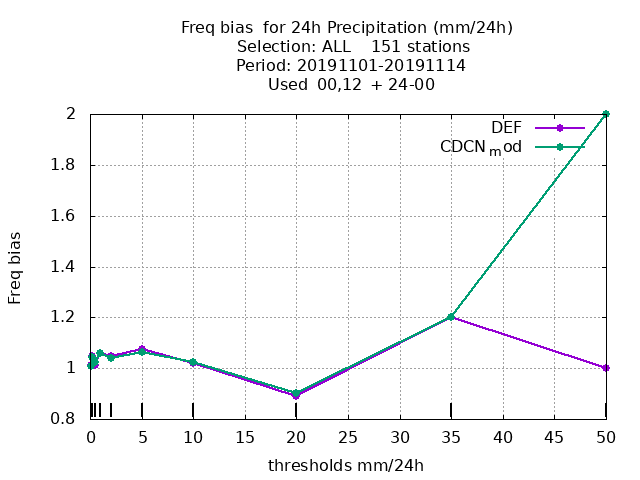 Freq bias  for 24h Precipitation (mm/24h)
Selection: ALL    151 stations
Period: 20191101-20191114
Used  00,12  + 24-00
DEF
CDCNmod
2
1.8
1.6
1.4
1.2
1
0.8
Freq bias
0 5 10 15 20 25 30 35 40 45 50
thresholds mm/24h